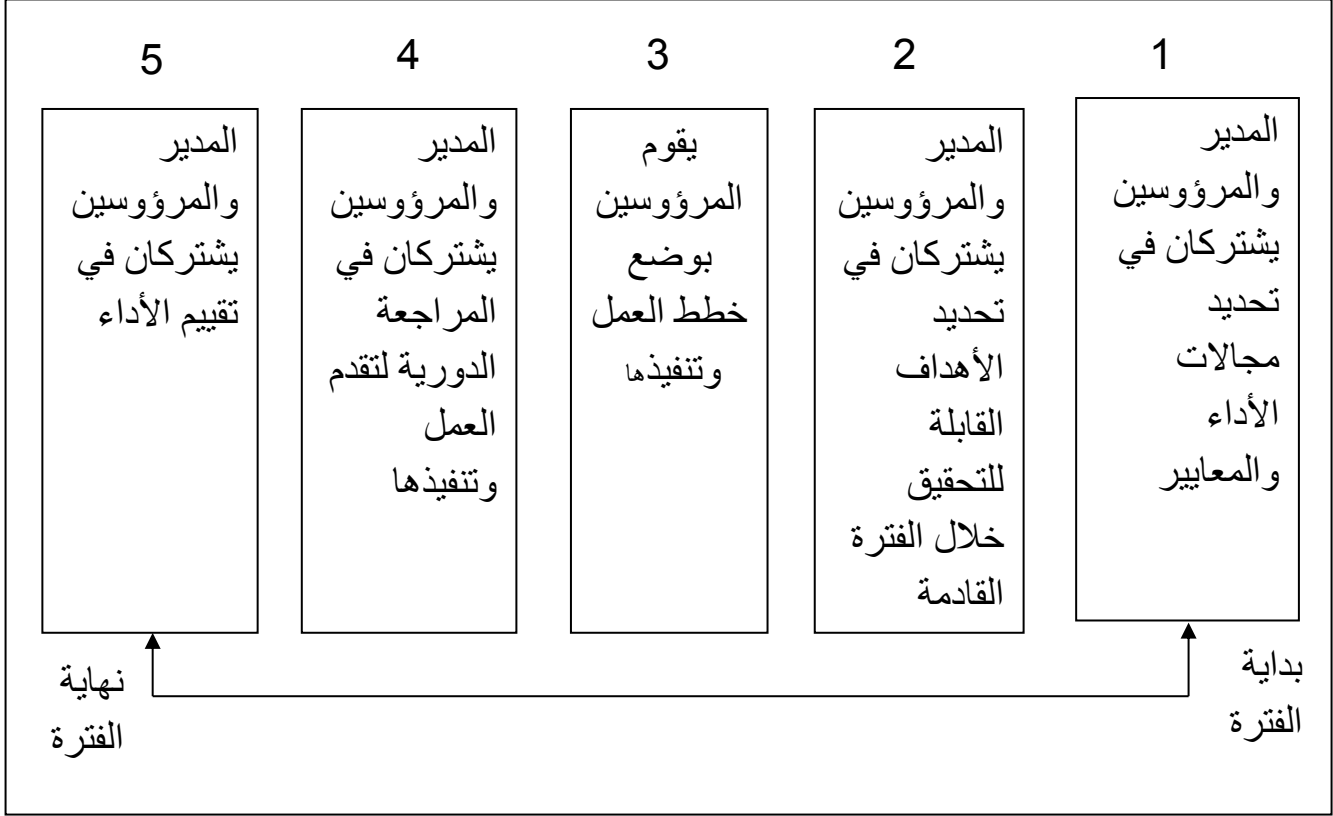 1
المدير
والمرؤوسين
يشتركان في
تحديد
مجالات
الأداء
والمعايير
2
المدير
والمرؤوسين
يشتركان في
تحديد
الأهداف
القابلة
للتحقيق
خلال الفترة
القادمة
3
يقوم
المرؤوسين
بوضع
خطط العمل
وتنفيذها
4
المدير
والمرؤوسين
يشتركان في
المراجعة
الدورية لتقدم
العمل
وتنفيذها
5
المدير
والمرؤوسين
يشتركان في
تقييم الأداء
بداية
الفترة
نهاية
الفترة